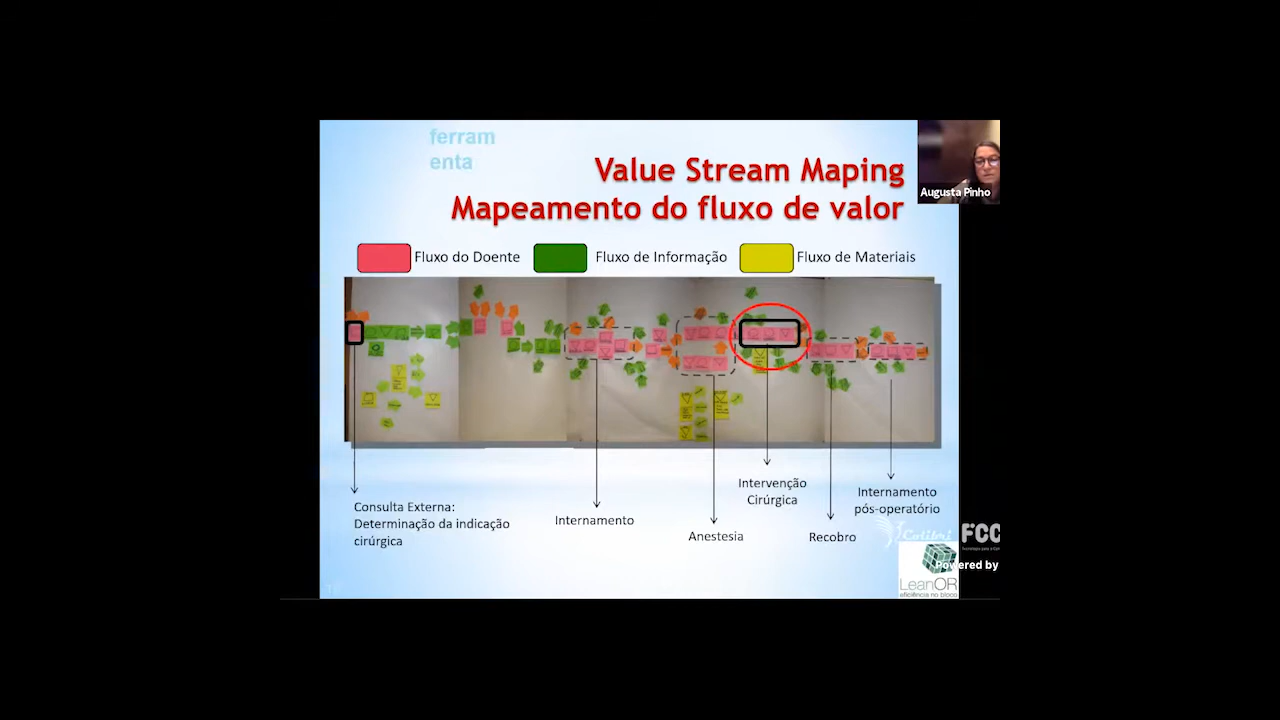 ferram
enta
Value Stream Maping
Mapeamento do fluxo de valor
Augusta Pinho
Fluxo do Doente
Fluxo de Informação
Fluxo de Materiais
Consulta Externa:
Determinação da indicação
cirúrgica
Internamento
Anestesia
Intervenção
Cirúrgica
Recobro
Internamento
pós-operatório
Colibri
FCC
Powered by
LeanOR
eficiência no bloco